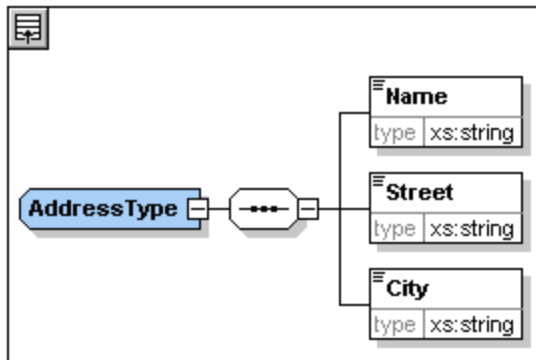 Name
type xs:string
AddressType
Street
type xs:string
City
type xs:string